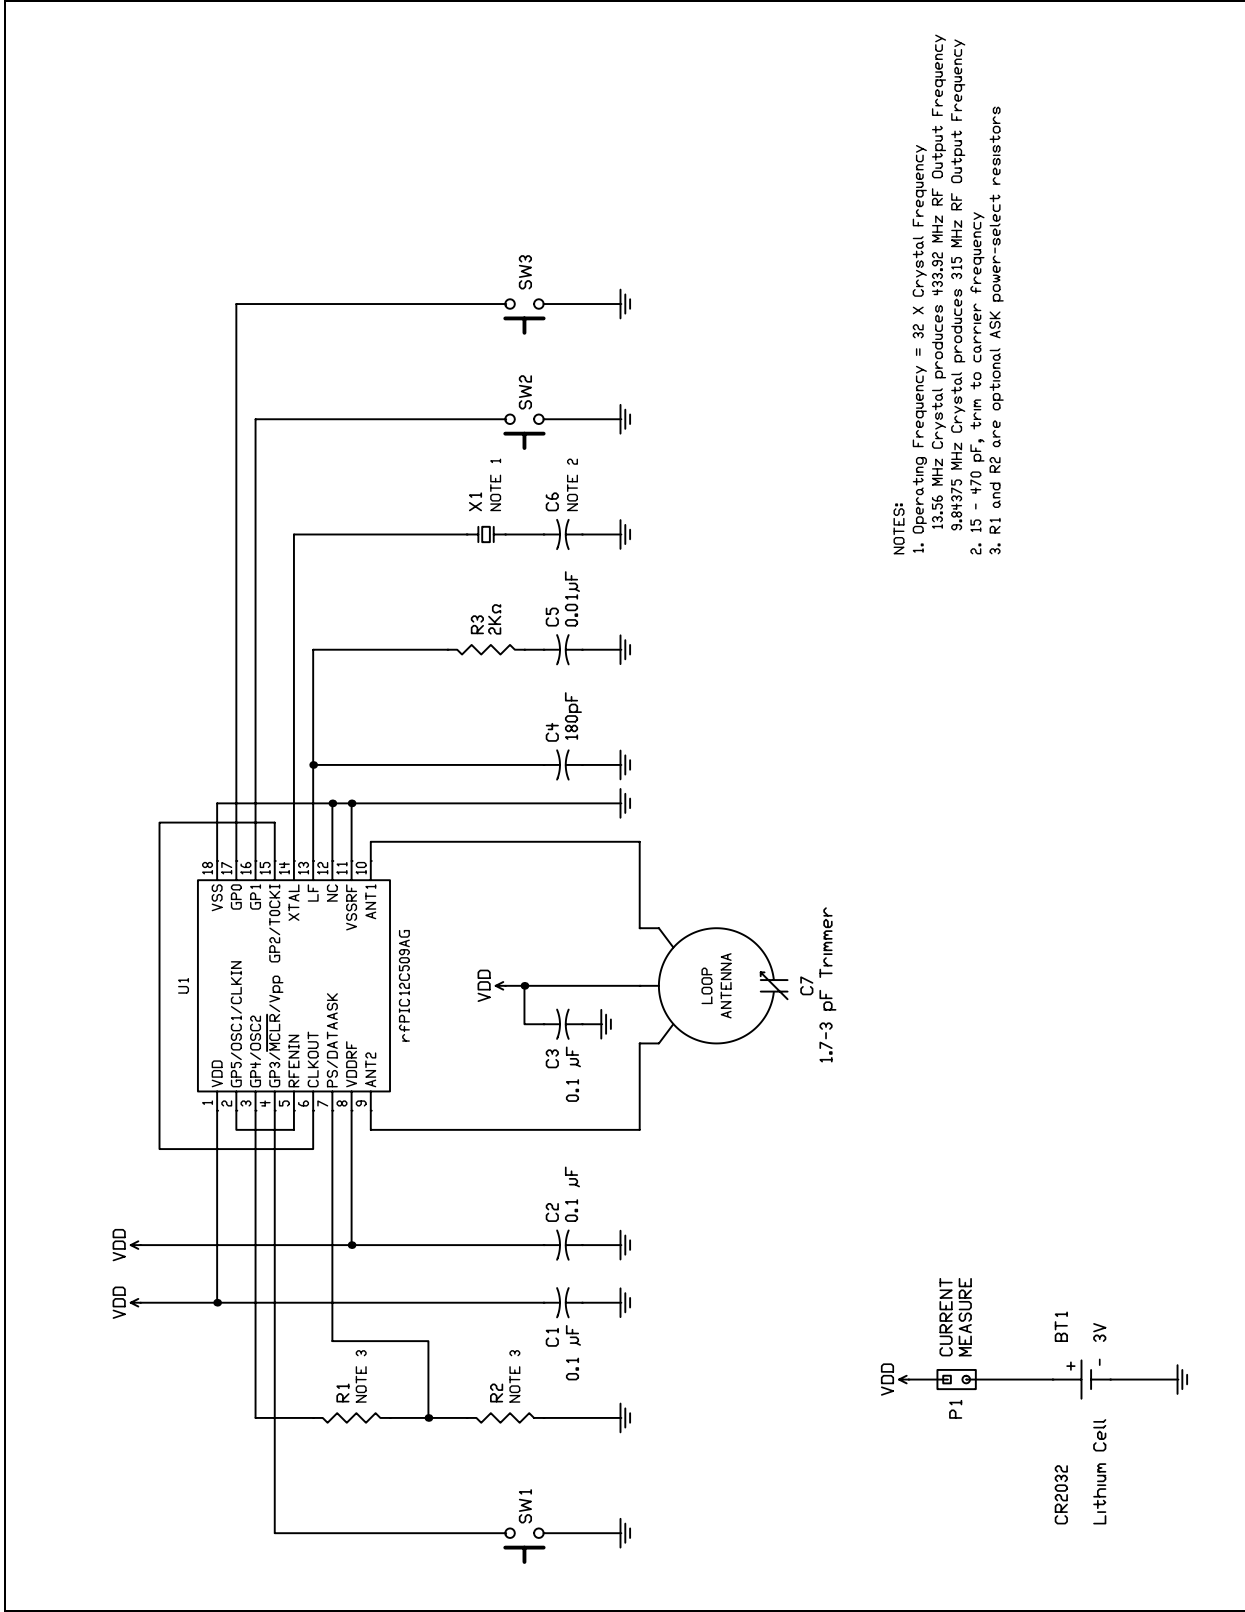 VDD
VDD
U1
1
2
3
4
5
6
7
8
9
VDD
GP5/OSC1/CLKIN
GP4/OSC2
GP3/MCLR/Vpp
RFENIN
CLKOUT
PS/DATAASK
VDDRF
ANT2
VSS
GP0
GP1
GP2/T0CKI
XTAL
LF
NC
VSSRF
ANT1
18
17
16
15
14
13
12
11
10
rfPIC12C509AG
R1
NOTE 3
R2
NOTE 3
SW1
C1
0.1 µF
C2
0.1 µF
VDD
C3
0.1 µF
LOOP
ANTENNA
C7
1.7-3 pF Trimmer
C4
180pF
R3
2KΩ
C5
0.01µF
X1
NOTE 1
C6
NOTE 2
SW2
SW3
VDD
P1
CURRENT
MEASURE
CR2032
Lithium Cell
+
BT1
-
3V
NOTES:
1. Operating Frequency = 32 X Crystal Frequency
13.56 MHz Crystal produces 433.92 MHz RF Output Frequency
9.84375 MHz Crystal produces 315 MHz RF Output Frequency
2. 15 - 470 pF, trim to carrier frequency
3. R1 and R2 are optional ASK power-select resistors